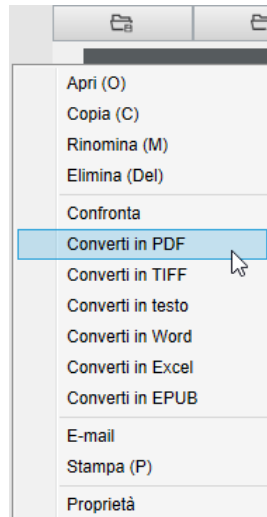 Apri (O)
Copia (C)
Rinomina (M)
Elimina (Del)
Confronta
Converti in PDF
Converti in TIFF
Converti in testo
Converti in Word
Converti in Excel
Converti in EPUB
E-mail
Stampa (P)
Proprietà